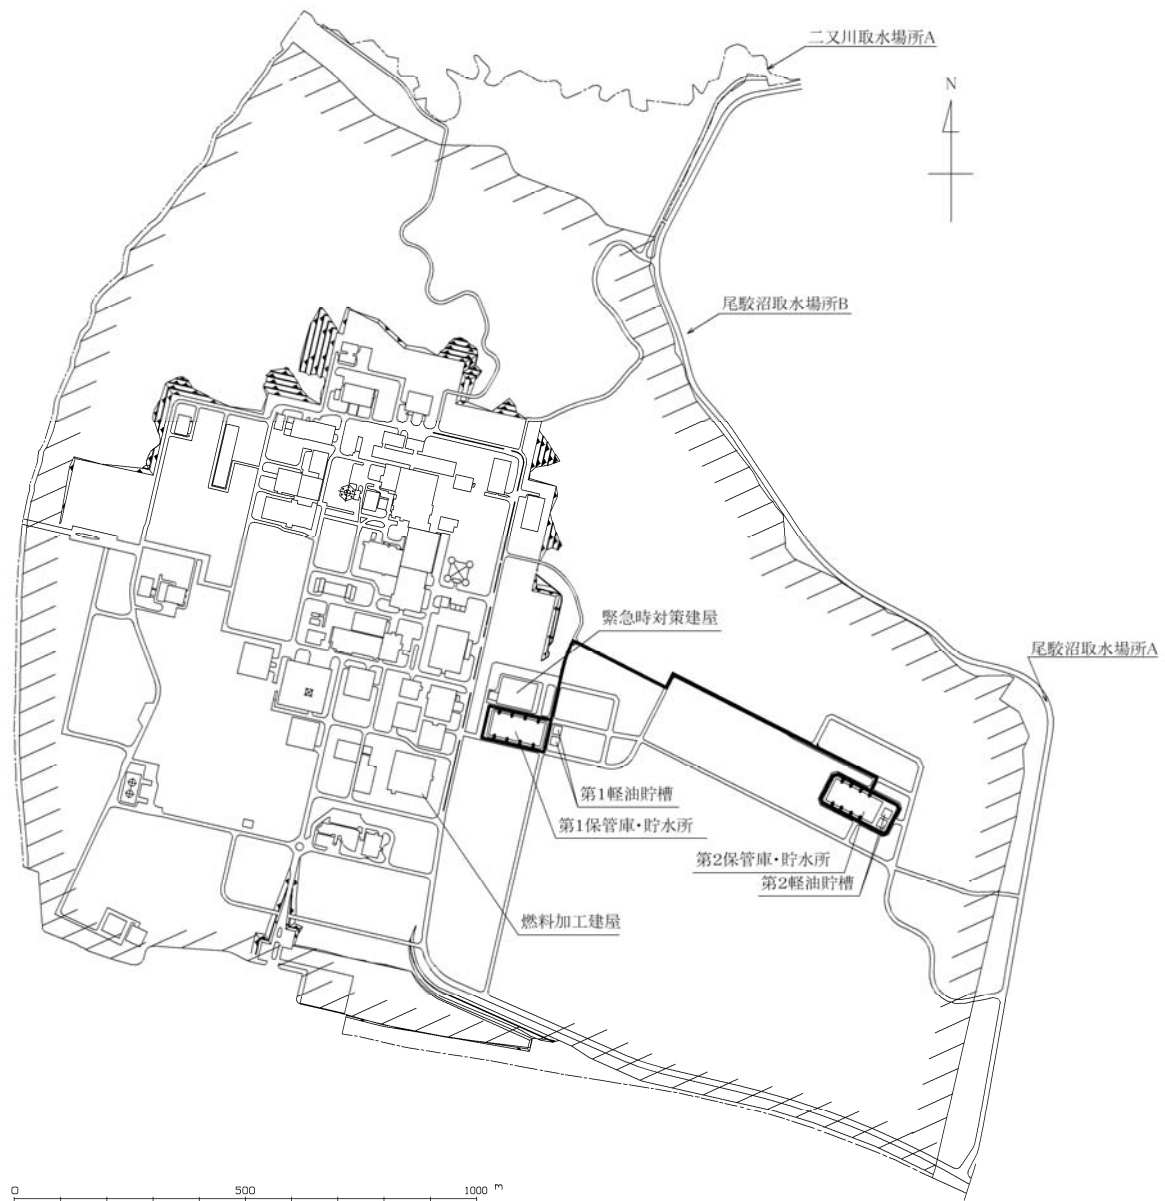 二又川取水場所A
N
尾駮沼取水場所B
緊急時対策建屋
尾駮沼取水場所A
第1軽油貯槽
第1保管庫・貯水所
第2保管庫・貯水所
第2軽油貯槽
燃料加工建屋
0 500 1000 m